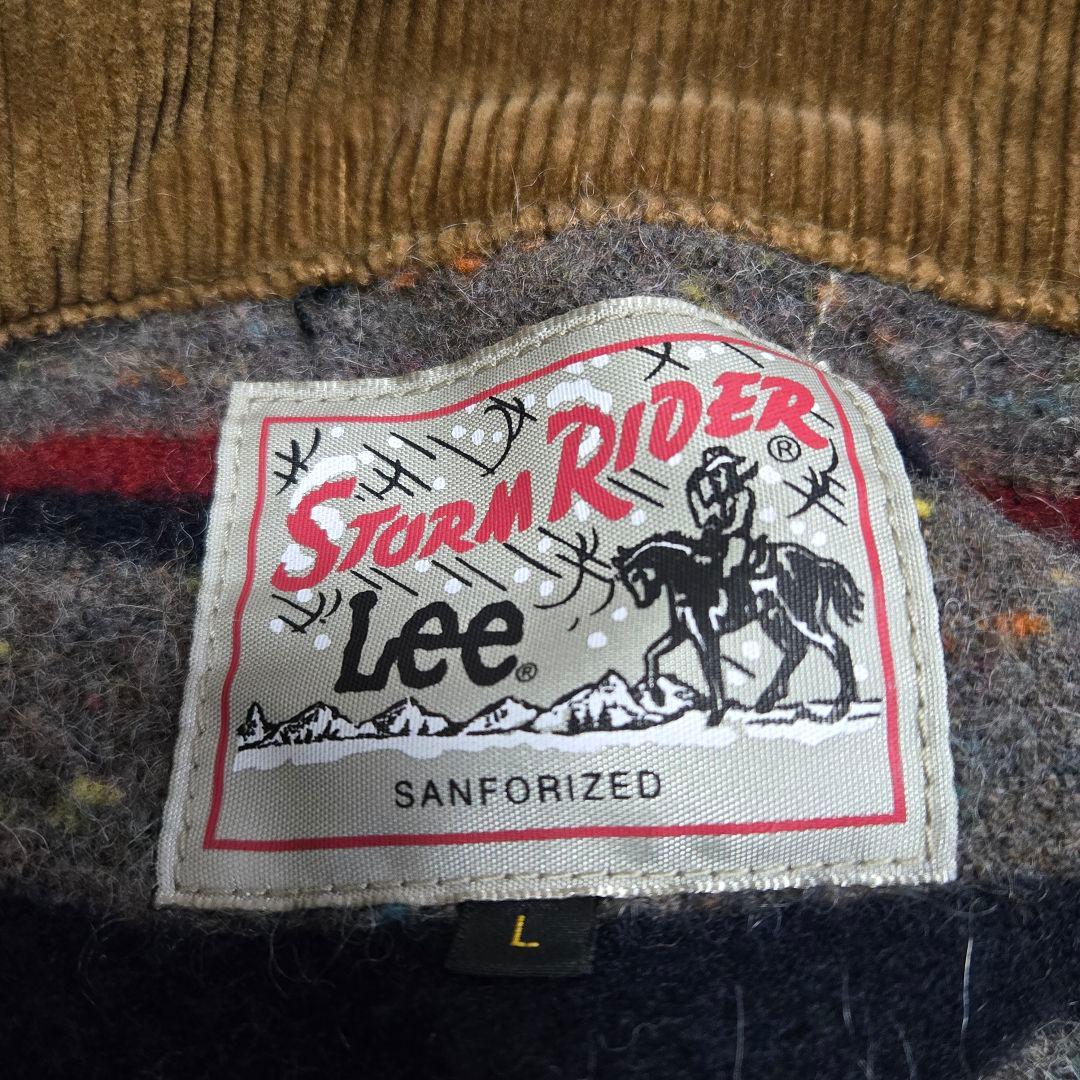 STORM RIDER®
Lee®
SANFORIZED
L